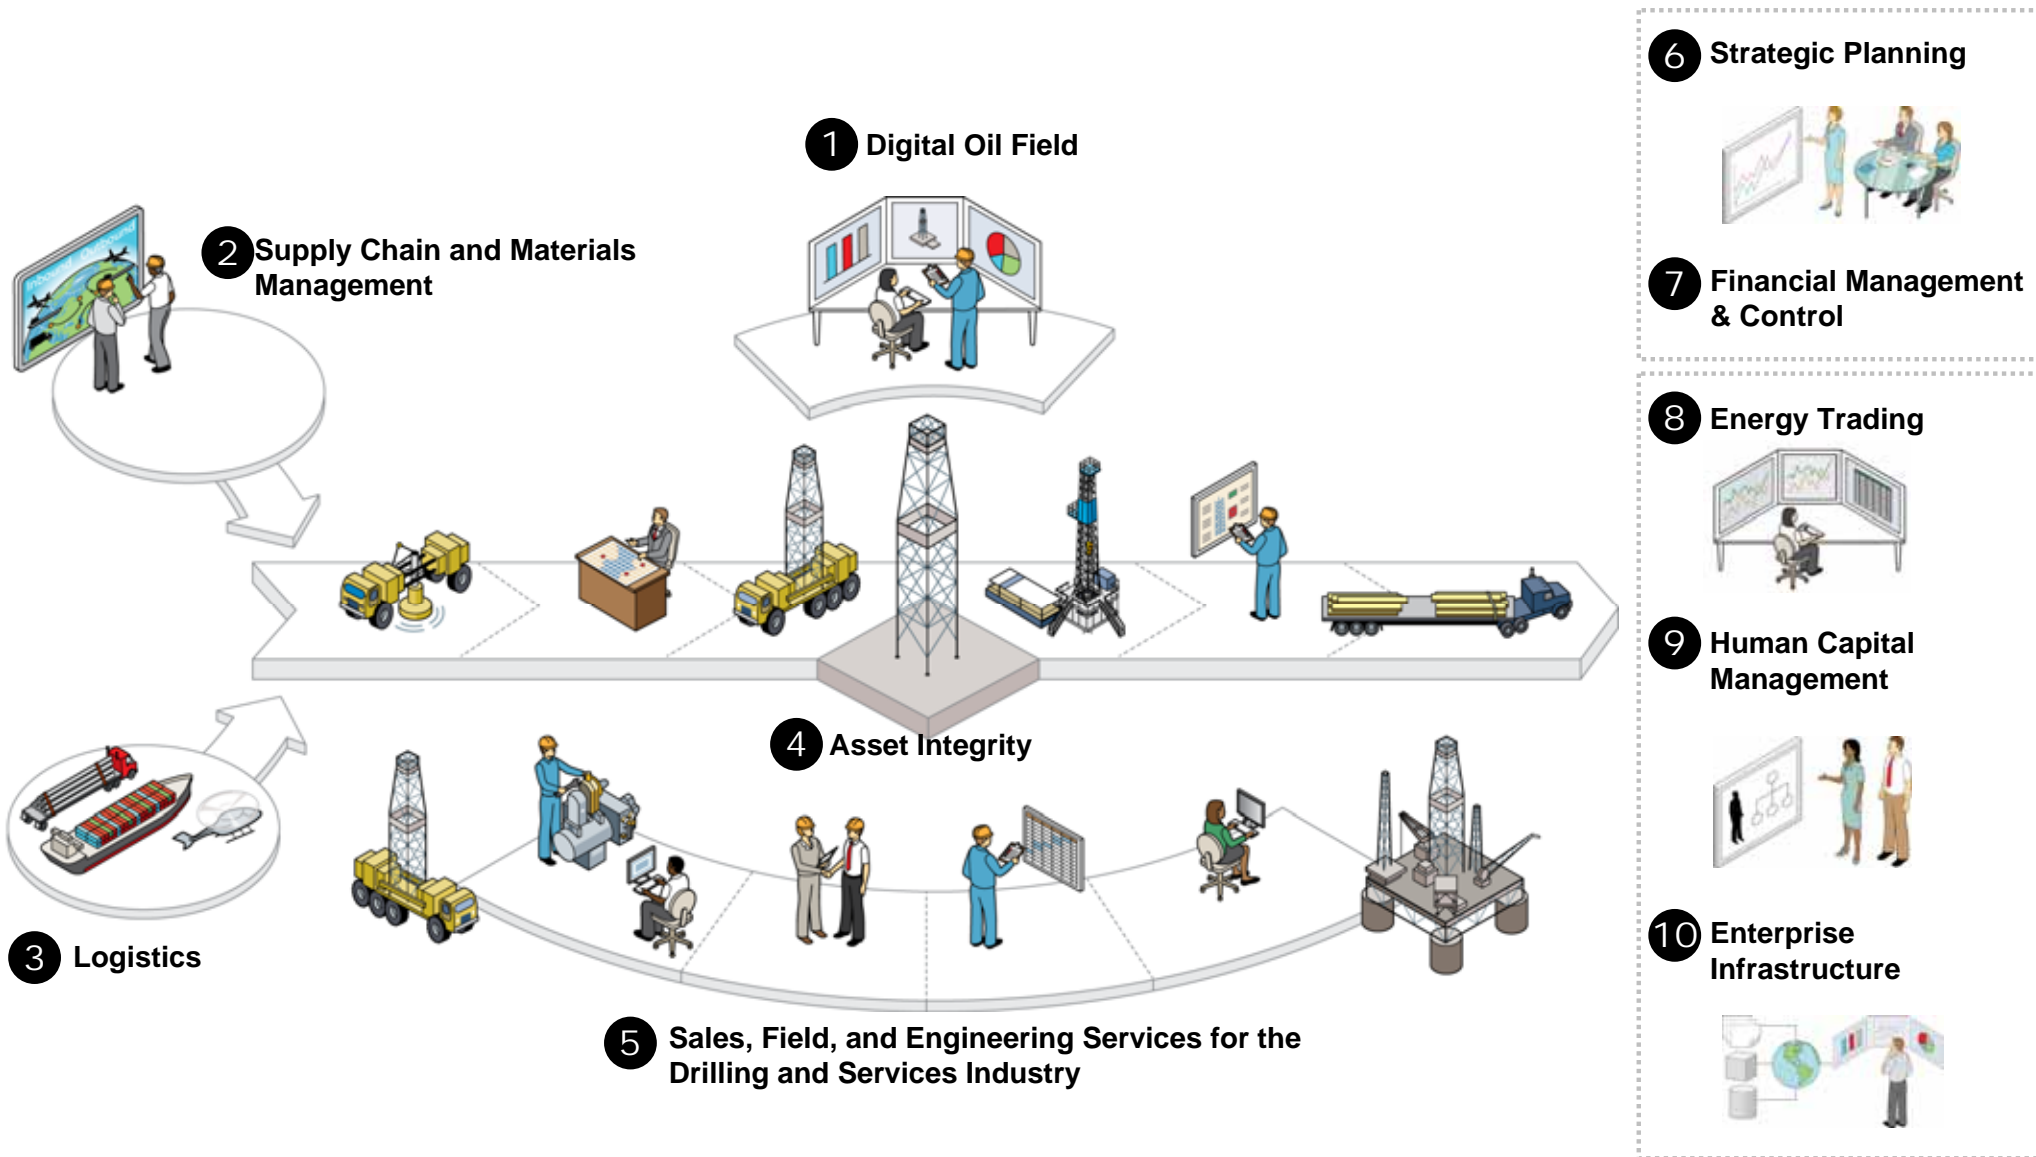 1 Digital Oil Field
2 Supply Chain and Materials
Management
Inbound Outbound
3 Logistics
4 Asset Integrity
5 Sales, Field, and Engineering Services for the
Drilling and Services Industry
6 Strategic Planning
7 Financial Management
& Control
8 Energy Trading
9 Human Capital
Management
10 Enterprise
Infrastructure